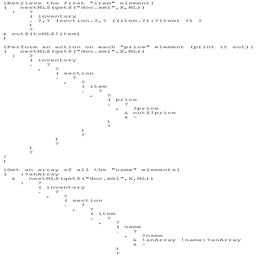 {Retrieve the first "item" element}
( nestML$(get$("doc.xml",X,ML))
: ?
( inventory
. ?,? (section.?,? ((item.?):?item) ?) ?
)
?
& out$(toML$!item)
)
{Perform an action on each "price" element (print it out)}
( nestML$(get$("doc.xml",X,ML))
: ?
( inventory
. ?
, ?
( section
. ?
, ?
( item
. ?
, ?
( price
. ?
, ?price
& out$!price
& ~
)
?
)
?
)
?
)
?
|
)
{Get an array of all the "name" elements}
( :?anArray
& nestML$(get$("doc.xml",X,ML))
: ?
( inventory
. ?
, ?
( section
. ?
, ?
( item
. ?
, ?
( name
. ?
, ?name
& !anArray !name:?anArray
& ~
)
?